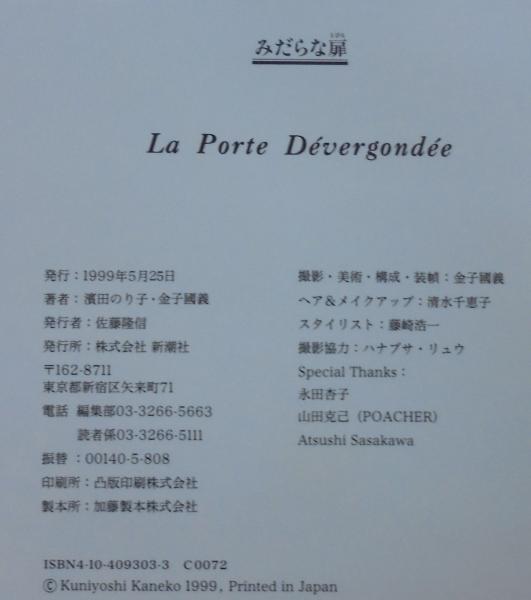 みだらな扉
La Porte Dévergondée
発行：1999年5月25日
著者：濱田のり子・金子國義
発行者：佐藤隆信
発行所：株式会社 新潮社
〒162-8711
東京都新宿区矢来町71
電話 編集部03-3266-5663
読者係03-3266-5111
振替：00140-5-808
印刷所：凸版印刷株式会社
製本所：加藤製本株式会社
撮影・美術・構成・装幀：金子國義
ヘア＆メイクアップ：清水千恵子
スタイリスト：藤崎浩一
撮影協力：ハナブサ・リュウ
Special Thanks：
永田杏子
山田克己（POACHER）
Atsushi Sasakawa
ISBN4-10-409303-3 C0072
© Kuniyoshi Kaneko 1999, Printed in Japan